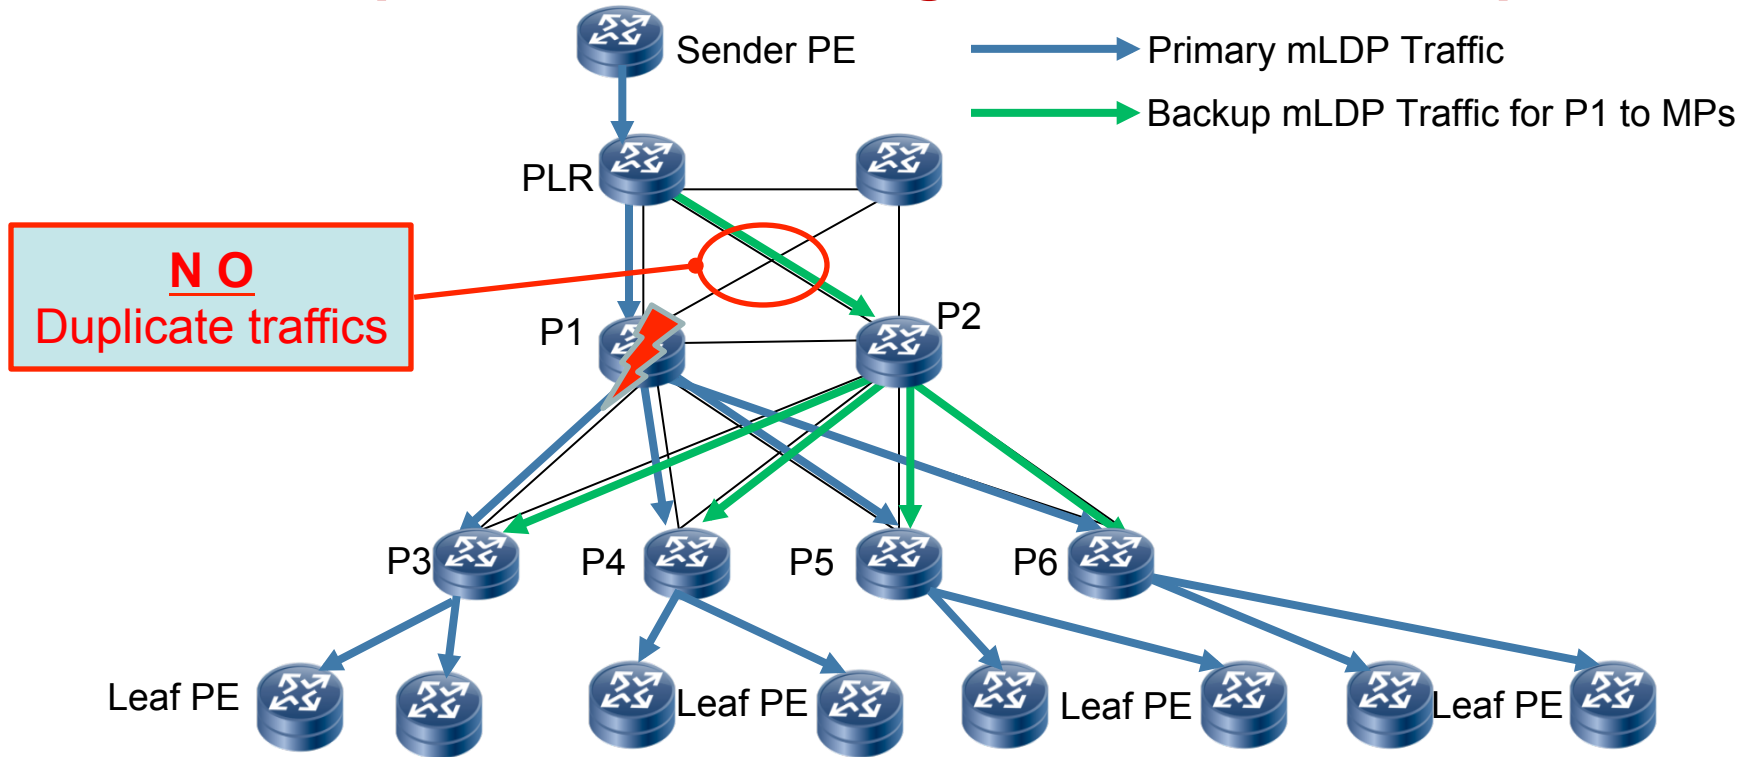 Sender PE
Primary mLDP Traffic
Backup mLDP Traffic for P1 to MPs
PLR
N O
Duplicate traffics
P1
P2
P3
P4
P5
P6
Leaf PE
Leaf PE
Leaf PE
Leaf PE